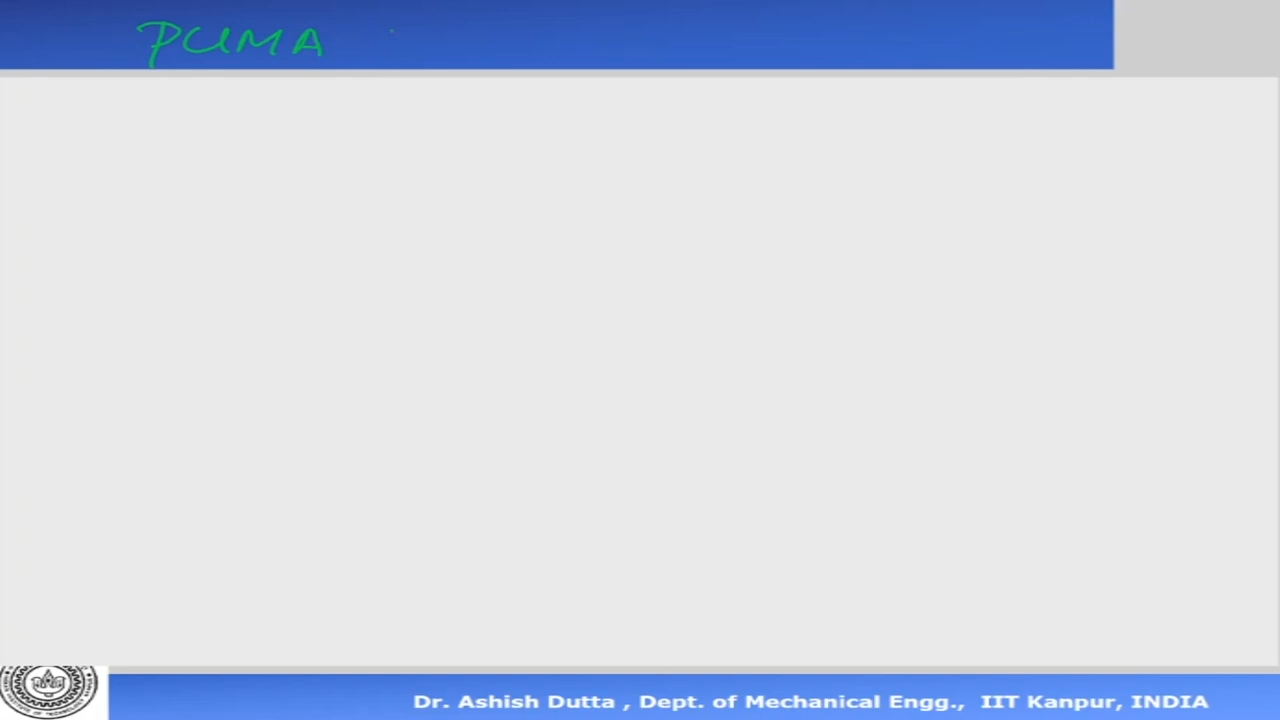 PUMA
Dr. Ashish Dutta , Dept. of Mechanical Engg., IIT Kanpur, INDIA